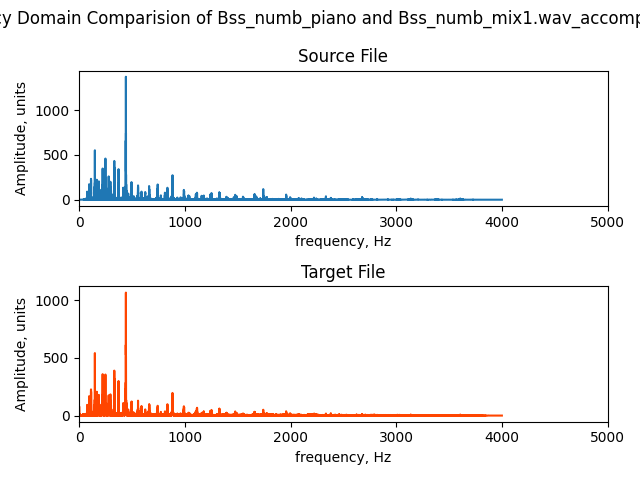 cy Domain Comparision of Bss_numb_piano and Bss_numb_mix1.wav_accomp
Source File
1000
500
0
Amplitude, units
0 1000 2000 3000 4000 5000
frequency, Hz
Target File
1000
500
0
Amplitude, units
0 1000 2000 3000 4000 5000
frequency, Hz